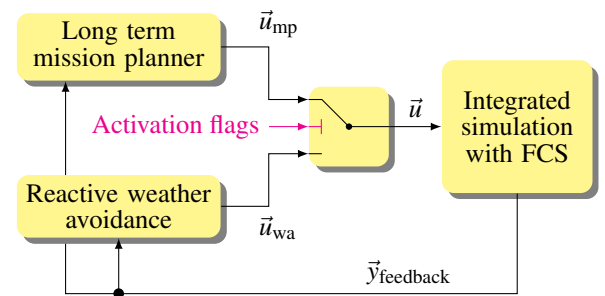 Long term
mission planner
u⃗mp
Activation flags
u⃗
Integrated
simulation
with FCS
Reactive weather
avoidance
u⃗wa
y⃗feedback